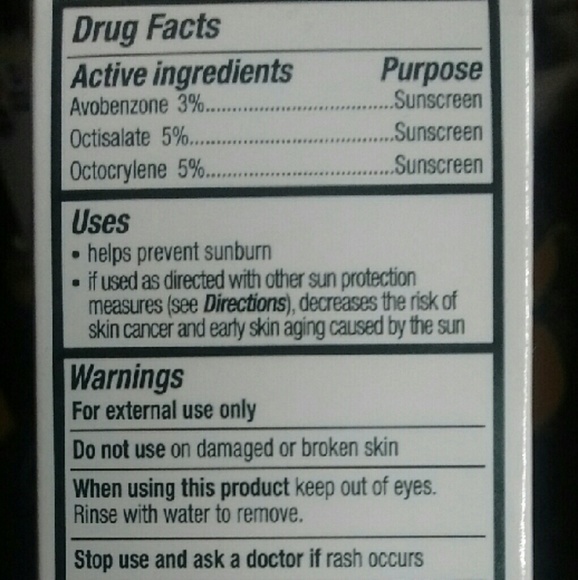 Drug Facts
Active ingredients Purpose
Avobenzone 3%......................................Sunscreen
Octisalate 5%.........................................Sunscreen
Octocrylene 5%......................................Sunscreen
Uses
• helps prevent sunburn
• if used as directed with other sun protection
measures (see Directions), decreases the risk of
skin cancer and early skin aging caused by the sun
Warnings
For external use only
Do not use on damaged or broken skin
When using this product keep out of eyes.
Rinse with water to remove.
Stop use and ask a doctor if rash occurs